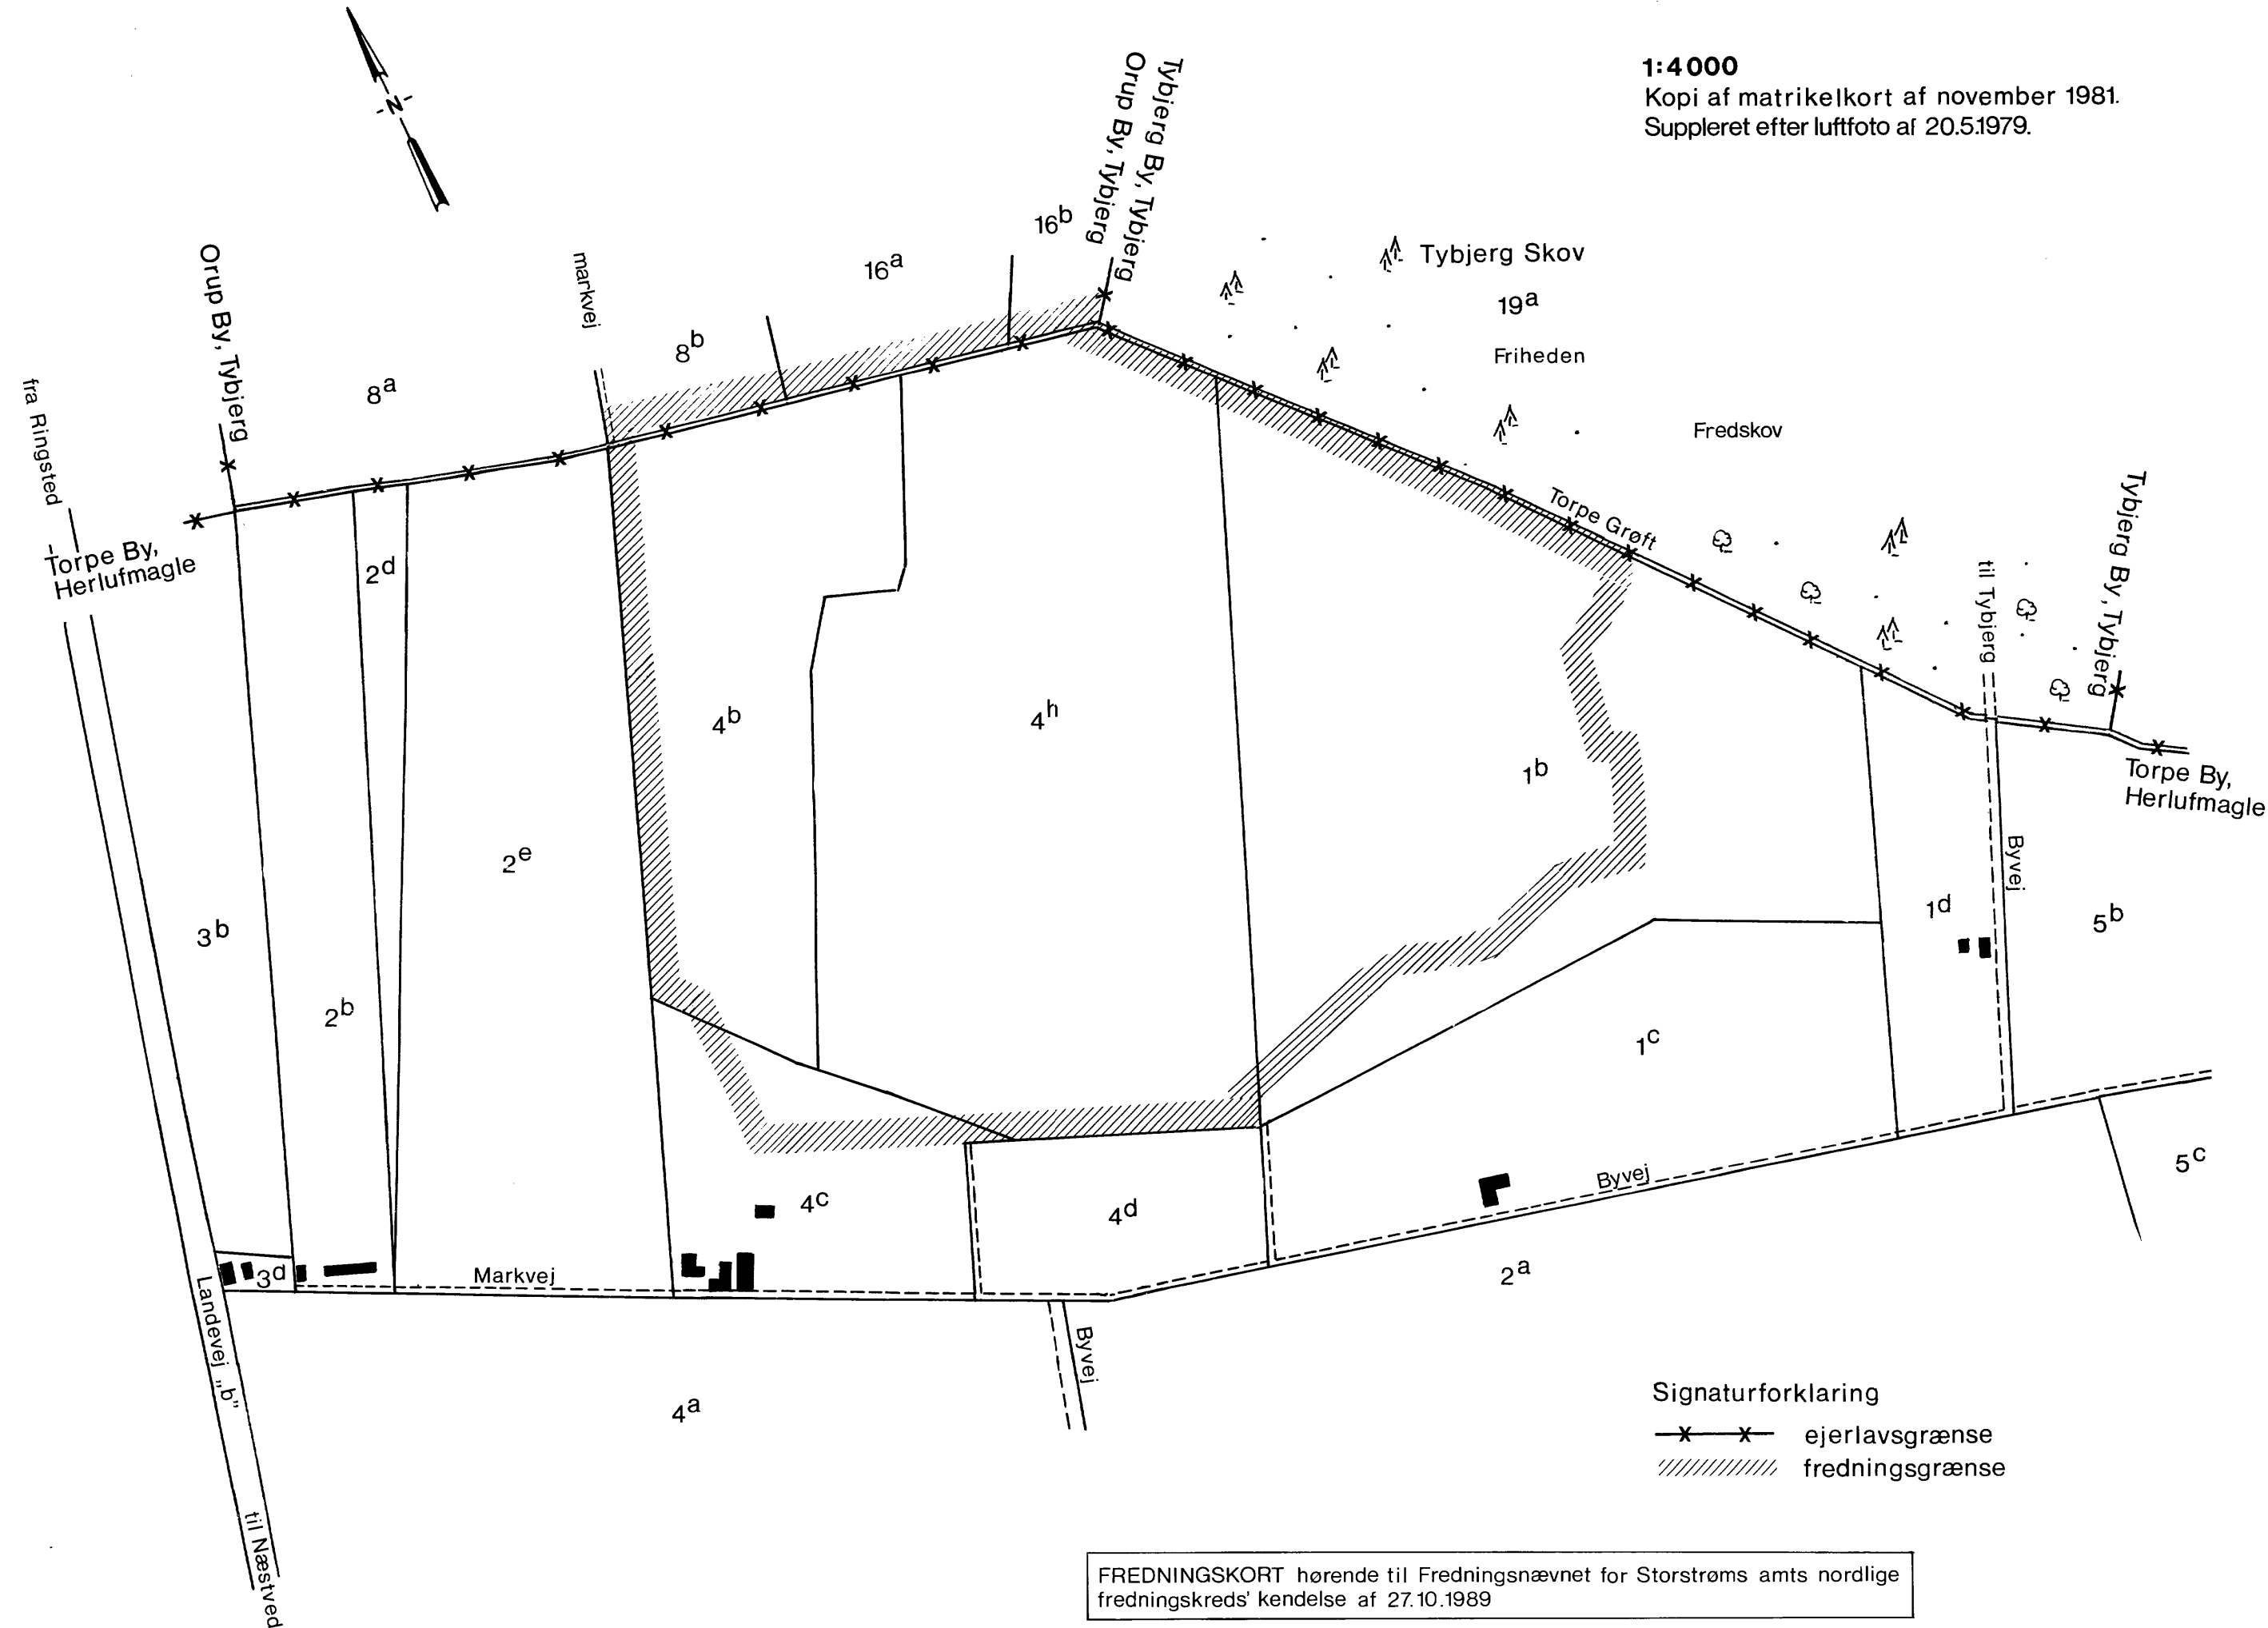 1:4000
Kopi af matrikelkort af november 1981.
Suppleret efter luftfoto af 20.5.1979.
N
Tybjerg By, Tybjerg
Orup By, Tybjerg
16b
16a
Tybjerg Skov
19a
Friheden
Fredskov
Orup By, Tybjerg
markvej
8b
8a
fra Ringsted
Torpe By,
Herlufmagle
2d
Torpe Grøft
til Tybjerg
Tybjerg By, Tybjerg
4b
4h
1b
Torpe By,
Herlufmagle
2e
Byvej
3b
1d
5b
2b
1c
5c
Byvej
4c
4d
3d
Markvej
2a
Landevej „b”
Byvej
4a
til Næstved
Signaturforklaring
ejerlavsgrænse
fredningsgrænse
FREDNINGSKORT hørende til Fredningsnævnet for Storstrøms amts nordlige
fredningskreds' kendelse af 27.10.1989